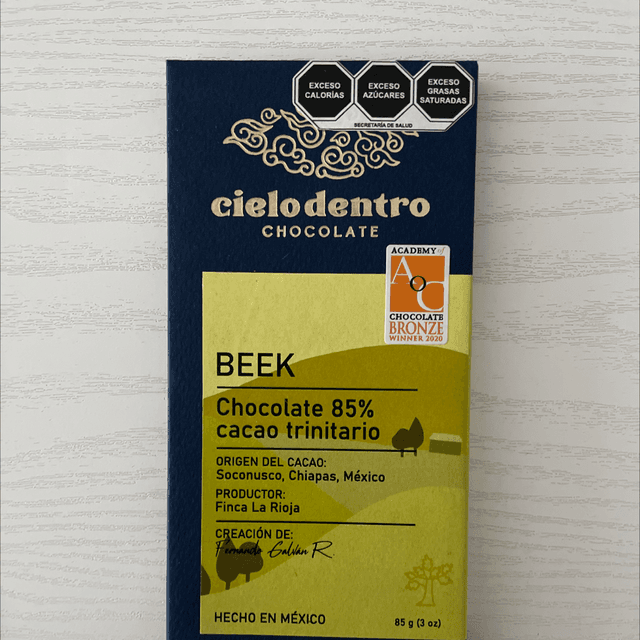 EXCESO
CALORÍAS
EXCESO
AZÚCARES
EXCESO
GRASAS
SATURADAS
SECRETARÍA DE SALUD
cielo dentro
CHOCOLATE
ACADEMY of
AoC
CHOCOLATE
BRONZE
WINNER 2020
BEEK
Chocolate 85%
cacao trinitario
ORIGEN DEL CACAO:
Soconusco, Chiapas, México
PRODUCTOR:
Finca La Rioja
CREACIÓN DE:
Fernando Galván R.
HECHO EN MÉXICO
85 g (3 oz)